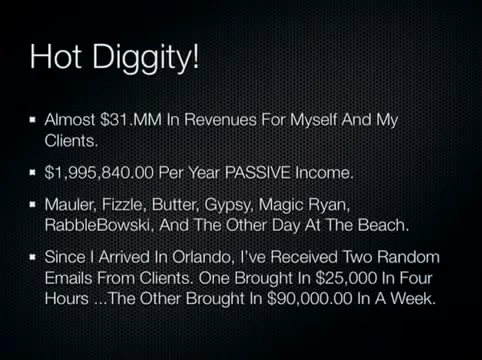 Hot Diggity!
Almost $31.MM In Revenues For Myself And My
Clients.
$1,995,840.00 Per Year PASSIVE Income.
Mauler, Fizzle, Butter, Gypsy, Magic Ryan,
RabbleBowski, And The Other Day At The Beach.
Since I Arrived In Orlando, I've Received Two Random
Emails From Clients. One Brought In $25,000 In Four
Hours ...The Other Brought In $90,000.00 In A Week.